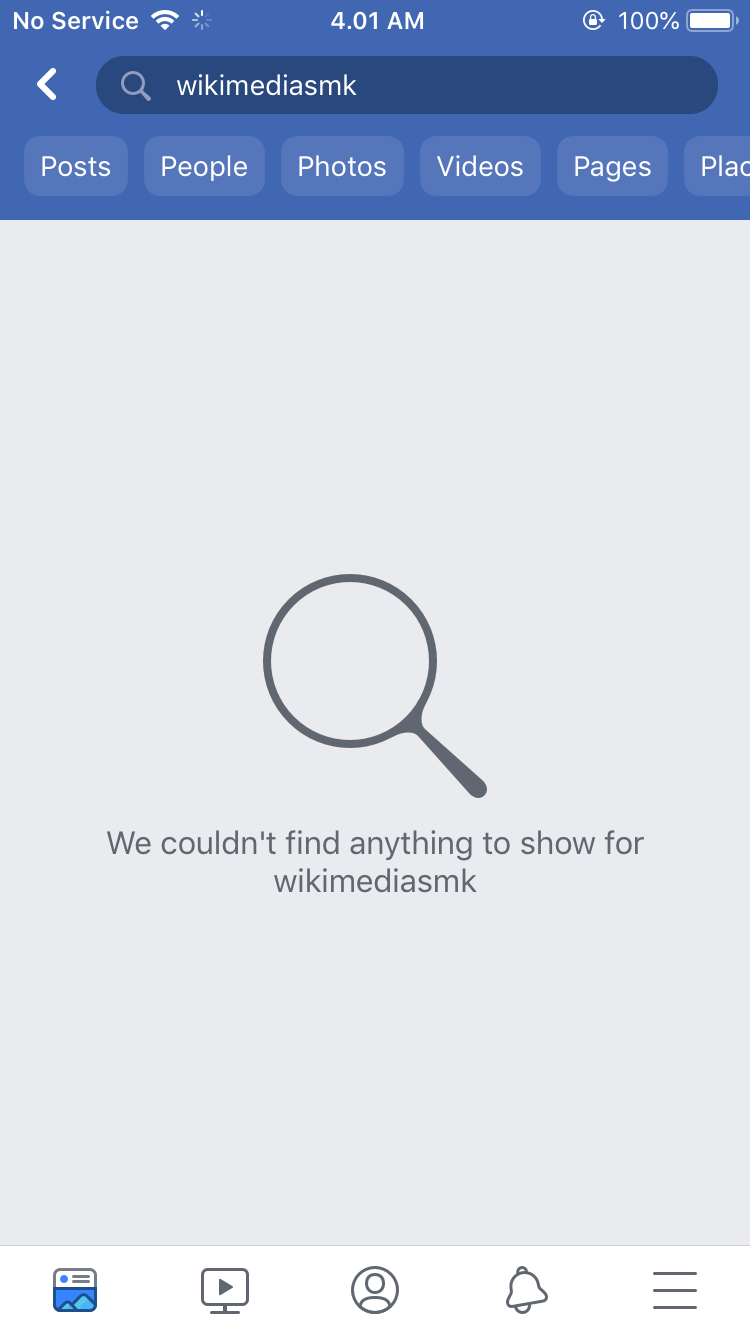 No Service 4.01 AM 100%
wikimediasmk
Posts People Photos Videos Pages Plac
We couldn't find anything to show for
wikimediasmk